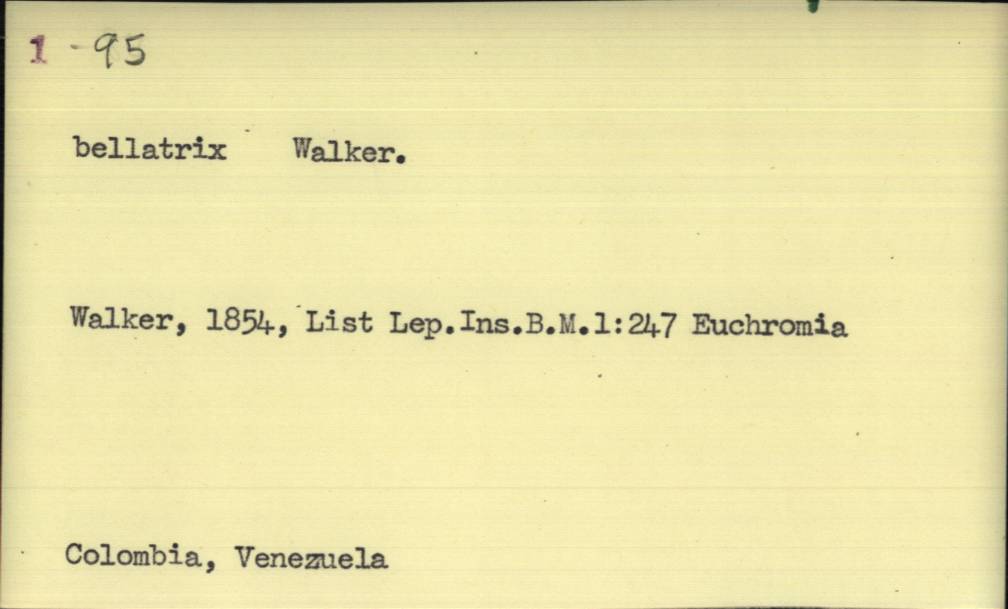 1 - 95
bellatrix Walker.
Walker, 1854, List Lep.Ins.B.M.1:247 Euchromia
Colombia, Venezuela